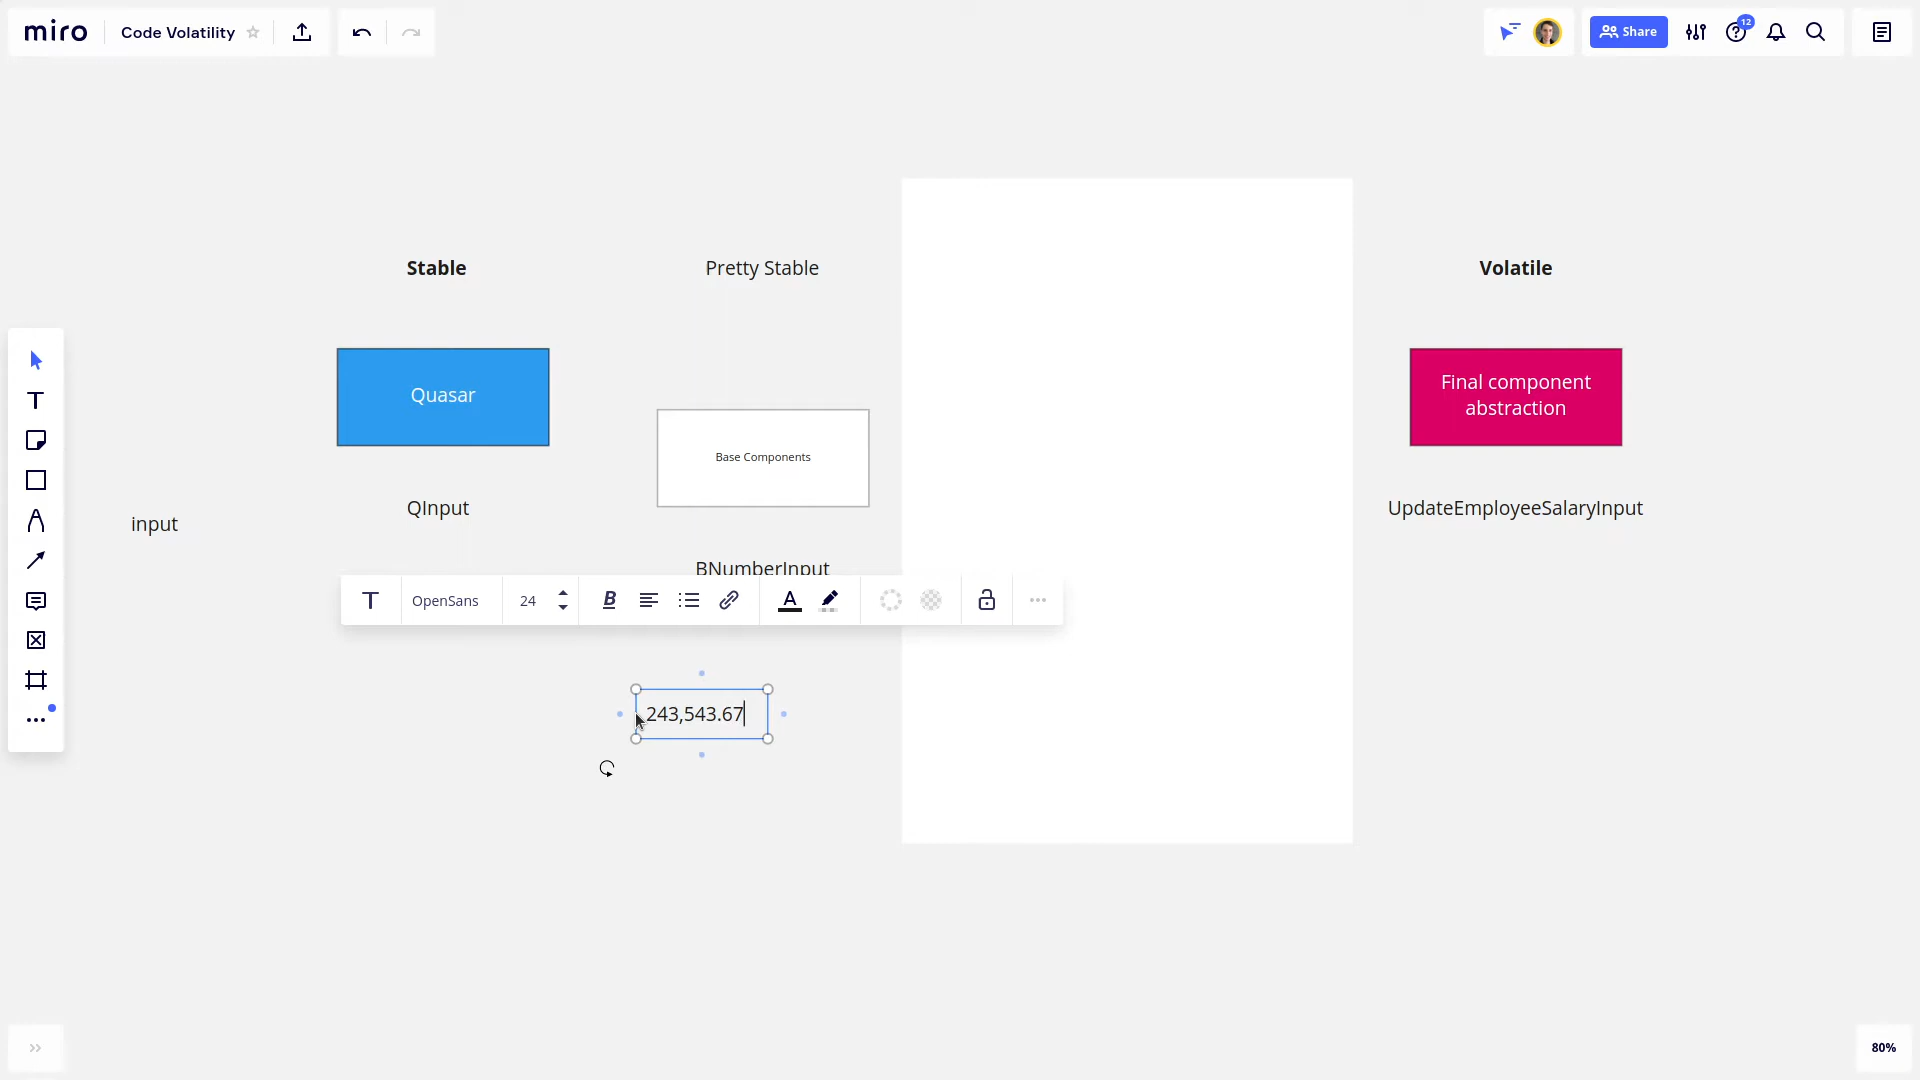 miro
Code Volatility
Share
12
Stable
Pretty Stable
Volatile
Quasar
Final component
abstraction
Base Components
QInput
UpdateEmployeeSalaryInput
input
BNumberInput
T
OpenSans
24
B
A
243,543.67
80%